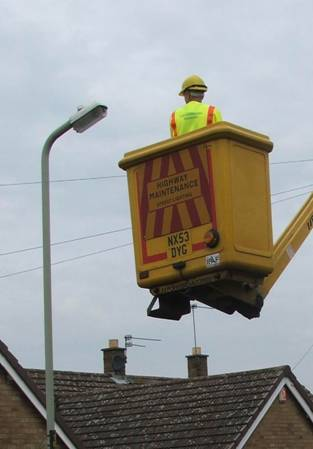 HIGHWAY
MAINTENANCE
STREET LIGHTING
NX53
DYG